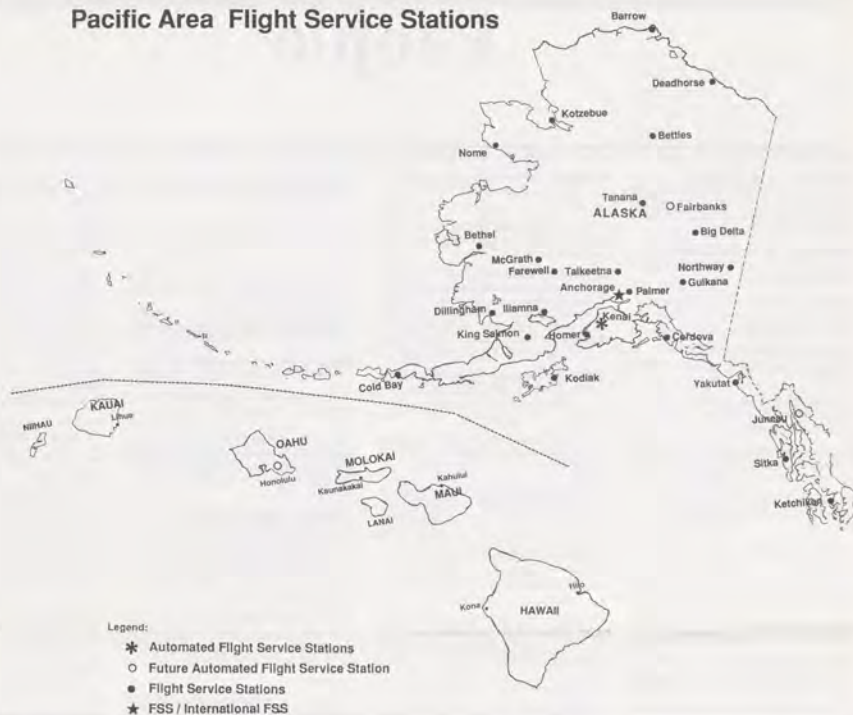 Pacific Area Flight Service Stations
Barrow
Deadhorse
Kotzebue
Bettles
Nome
Tanana
ALASKA
Fairbanks
Big Delta
Bethel
McGrath
Farewell
Talkeetna
Northway
Gulkana
Anchorage
Palmer
Dillingham
Iliamna
Kenai
King Salmon
Homer
Cordova
Cold Bay
Kodiak
Yakutat
Juneau
Sitka
Ketchikan
NIIHAU
KAUAI
Lihue
OAHU
Honolulu
MOLOKAI
Kaunakakai
LANAI
Kahului
MAUI
Kona
Hilo
HAWAII
Legend:
Automated Flight Service Stations
Future Automated Flight Service Station
Flight Service Stations
FSS / International FSS